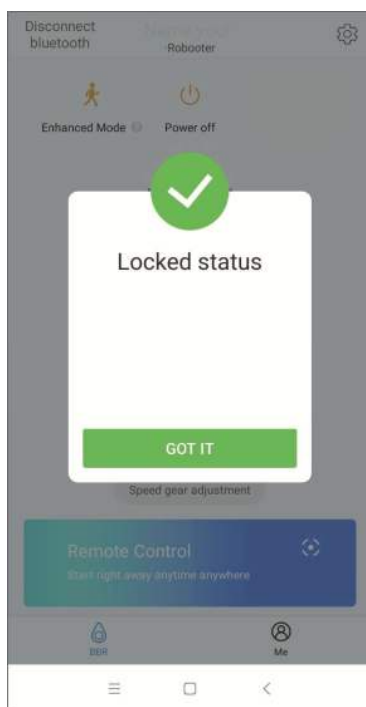 Disconnect
bluetooth
Robooter
Enhanced Mode
Power off
Locked status
GOT IT
Speed gear adjustment
Remote Control
Start right away anytime anywhere
Me